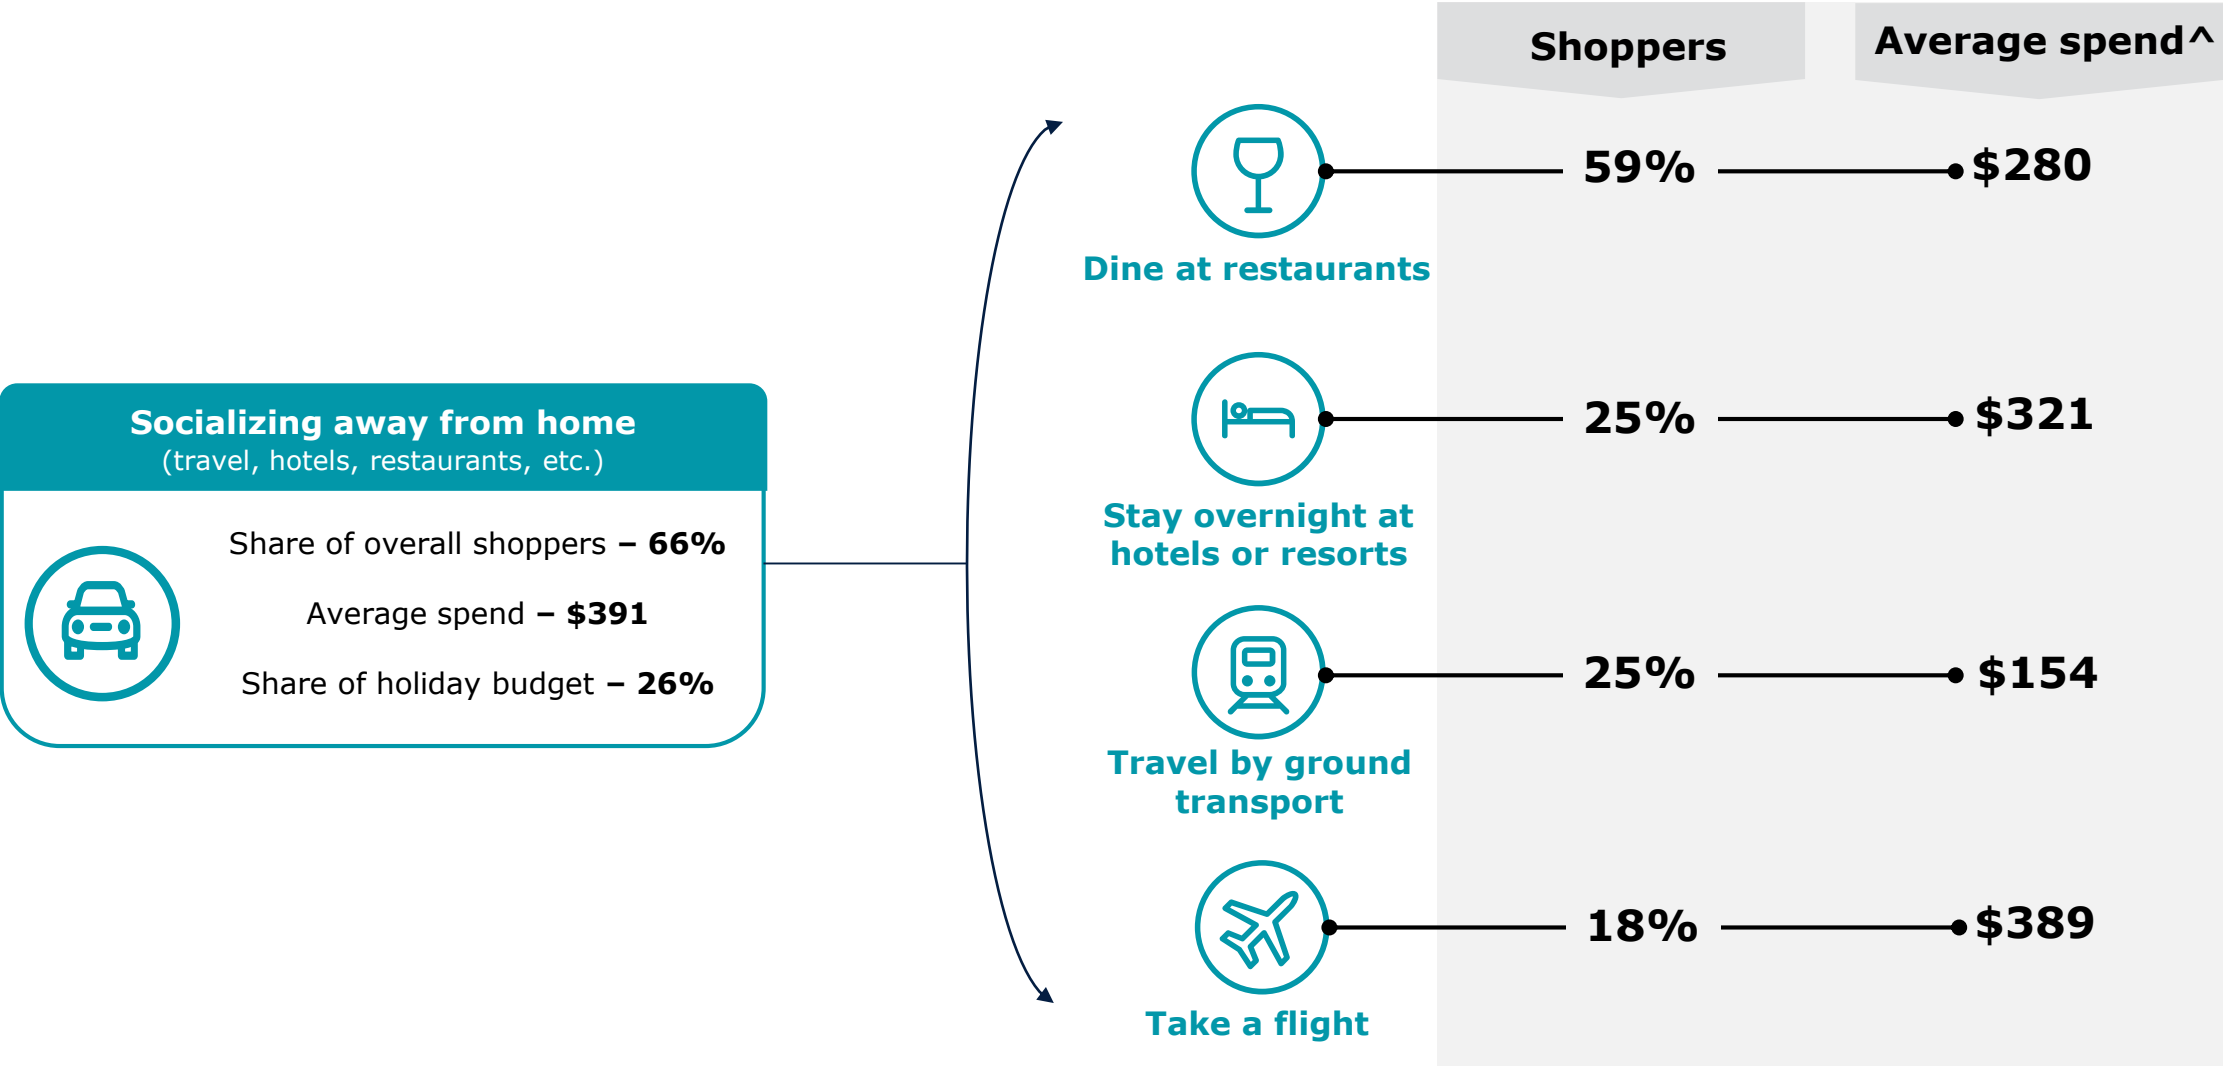 Shoppers
Average spend^
59%
$280
Dine at restaurants
25%
$321
Stay overnight at
hotels or resorts
Socializing away from home
(travel, hotels, restaurants, etc.)
Share of overall shoppers – 66%
Average spend – $391
Share of holiday budget – 26%
25%
$154
Travel by ground
transport
18%
$389
Take a flight